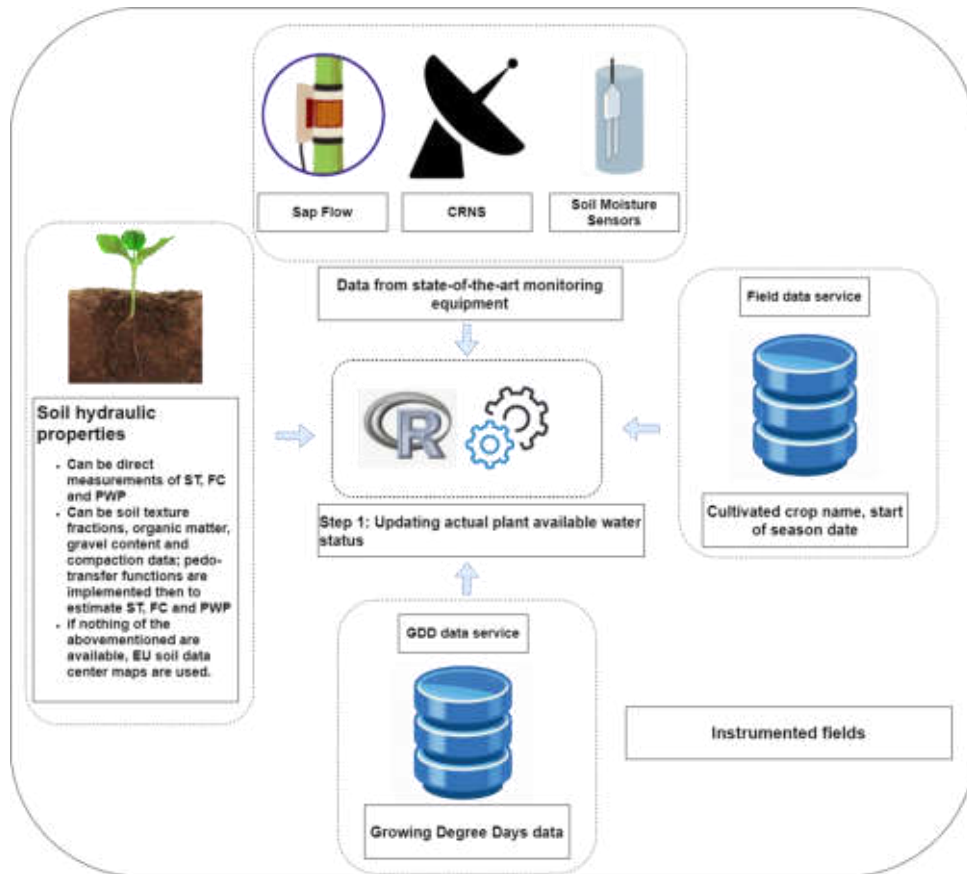 Sap Flow
CRNS
Soil Moisture
Sensors
Data from state-of-the-art monitoring
equipment
Field data service
Soil hydraulic
properties
• Can be direct
measurements of ST, FC
and PWP
• Can be soil texture
fractions, organic matter,
gravel content and
compaction data; pedo-
transfer functions are
implemented then to
estimate ST, FC and PWP
• if nothing of the
abovementioned are
available, EU soil data
center maps are used.
R
Step 1: Updating actual plant available water
status
Cultivated crop name, start
of season date
GDD data service
Growing Degree Days data
Instrumented fields